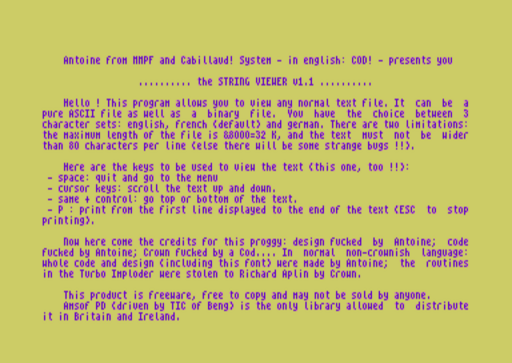 Antoine from MMPF and Cabillaud! System - in english: COD! - presents you
.......... the STRING VIEWER v1.1 ..........
Hello ! This program allows you to view any normal text file. It can be a
pure ASCII file as well as a binary file. You have the choice between 3
character sets: english, french (default) and german. There are two limitations:
the maximum length of the file is &8000=32 K, and the text must not be wider
than 80 characters per line (else there will be some strange bugs !!).
Here are the keys to be used to view the text (this one, too !!):
- space: quit and go to the menu
- cursor keys: scroll the text up and down.
- same + control: go top or bottom of the text.
- P : print from the first line displayed to the end of the text (ESC to stop
printing).
Now here come the credits for this proggy: design fucked by Antoine; code
fucked by Antoine; Crown fucked by a Cod.... In normal non-crownish language:
whole code and design (including this font) were made by Antoine; the routines
in the Turbo Imploder were stolen to Richard Aplin by Crown.
This product is freeware, free to copy and may not be sold by anyone.
Amsof PD (driven by TIC of Beng) is the only library allowed to distribute
it in Britain and Ireland.